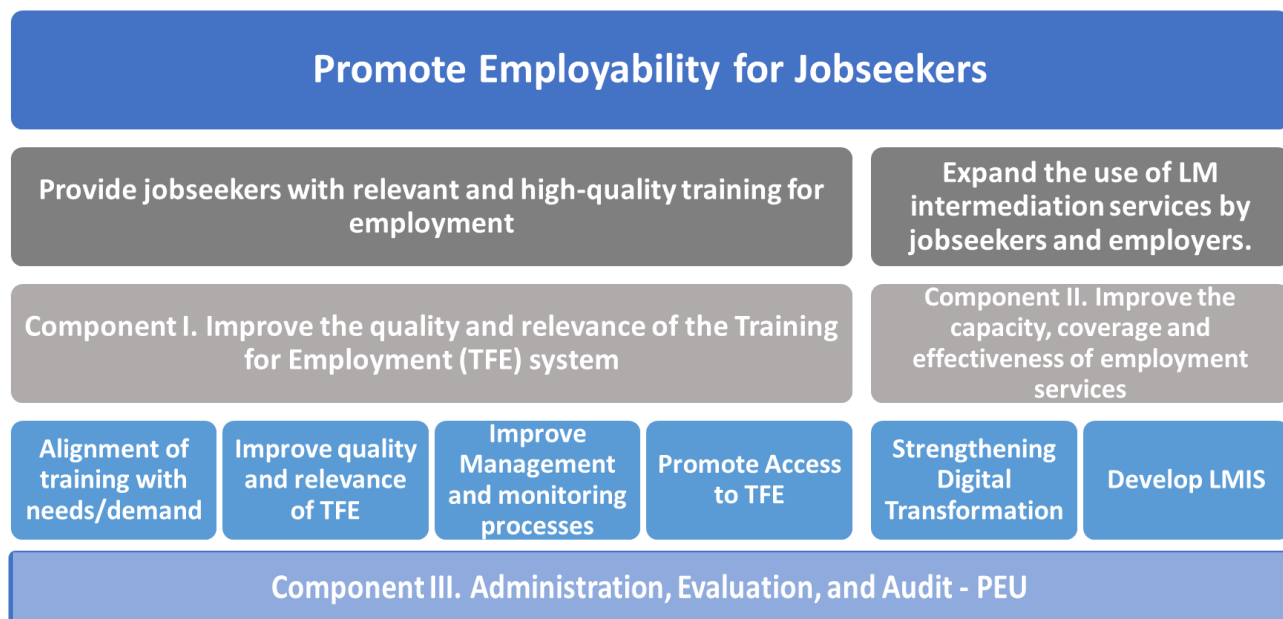 Promote Employability for Jobseekers
Provide jobseekers with relevant and high-quality training for
employment
Expand the use of LM
intermediation services by
jobseekers and employers.
Component I. Improve the quality and relevance of the Training
for Employment (TFE) system
Component II. Improve the
capacity, coverage and
effectiveness of employment
services
Alignment of
training with
needs/demand
Improve quality
and relevance
of TFE
Improve
Management
and monitoring
processes
Promote Access
to TFE
Strengthening
Digital
Transformation
Develop LMIS
Component III. Administration, Evaluation, and Audit - PEU